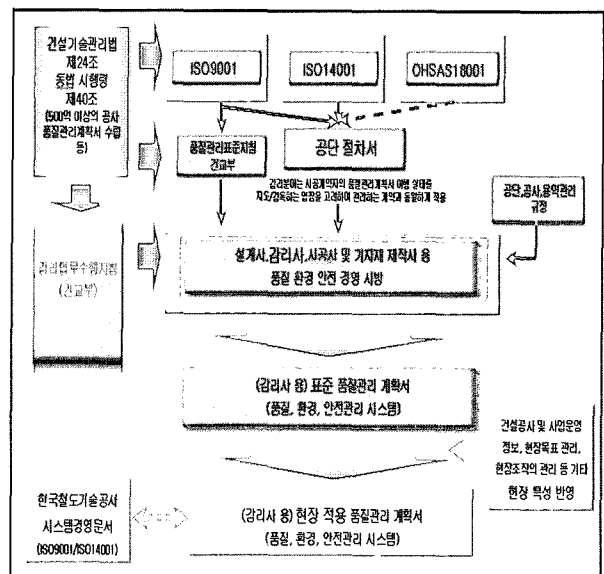 건설기술관리법
제24조
동법 시행령
제40조
(500억 이상의 공사
품질관리계획서 수립
등)
ISO9001
ISO14001
OHSAS18001
품질관리표준지침
건교부
공단 절차서
감리분야는 시공계약자의 품질관리계획서 이행 상태를
지도/감독하는 입장을 고려하여 관리하는 계약과 동일하게 적용
공단,공사,용역관리
규정
감리업무수행지침
(건교부)
설계사,감리사,시공사 및 기자재 제작사 용
품질 환경 안전 경영 시방
(감리사 용) 표준 품질관리 계획서
(품질, 환경, 안전관리 시스템)
건설공사 및 사업운영
정보, 현장목표 관리,
현장조직의 관리 등 기타
현장 특성 반영
한국철도기술공사
시스템경영문서
(ISO9001/ISO14001)
(감리사 용) 현장 적용 품질관리 계획서
(품질, 환경, 안전관리 시스템)